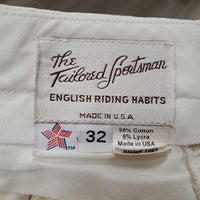 The
Tailored Sportsman
ENGLISH RIDING HABITS
MADE IN U.S.A.
32
95% Cotton
5% Lycra
Made in USA